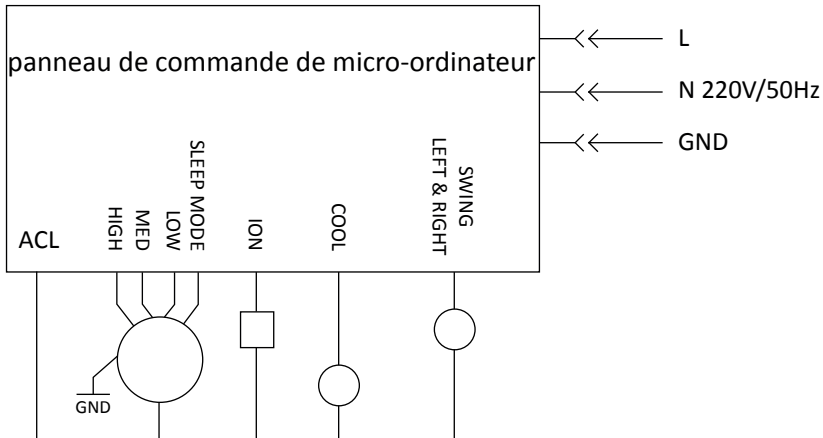 panneau de commande de micro-ordinateur
L
N 220V/50Hz
GND
ACL
HIGH
MED
LOW
SLEEP MODE
ION
COOL
LEFT & RIGHT
SWING
GND